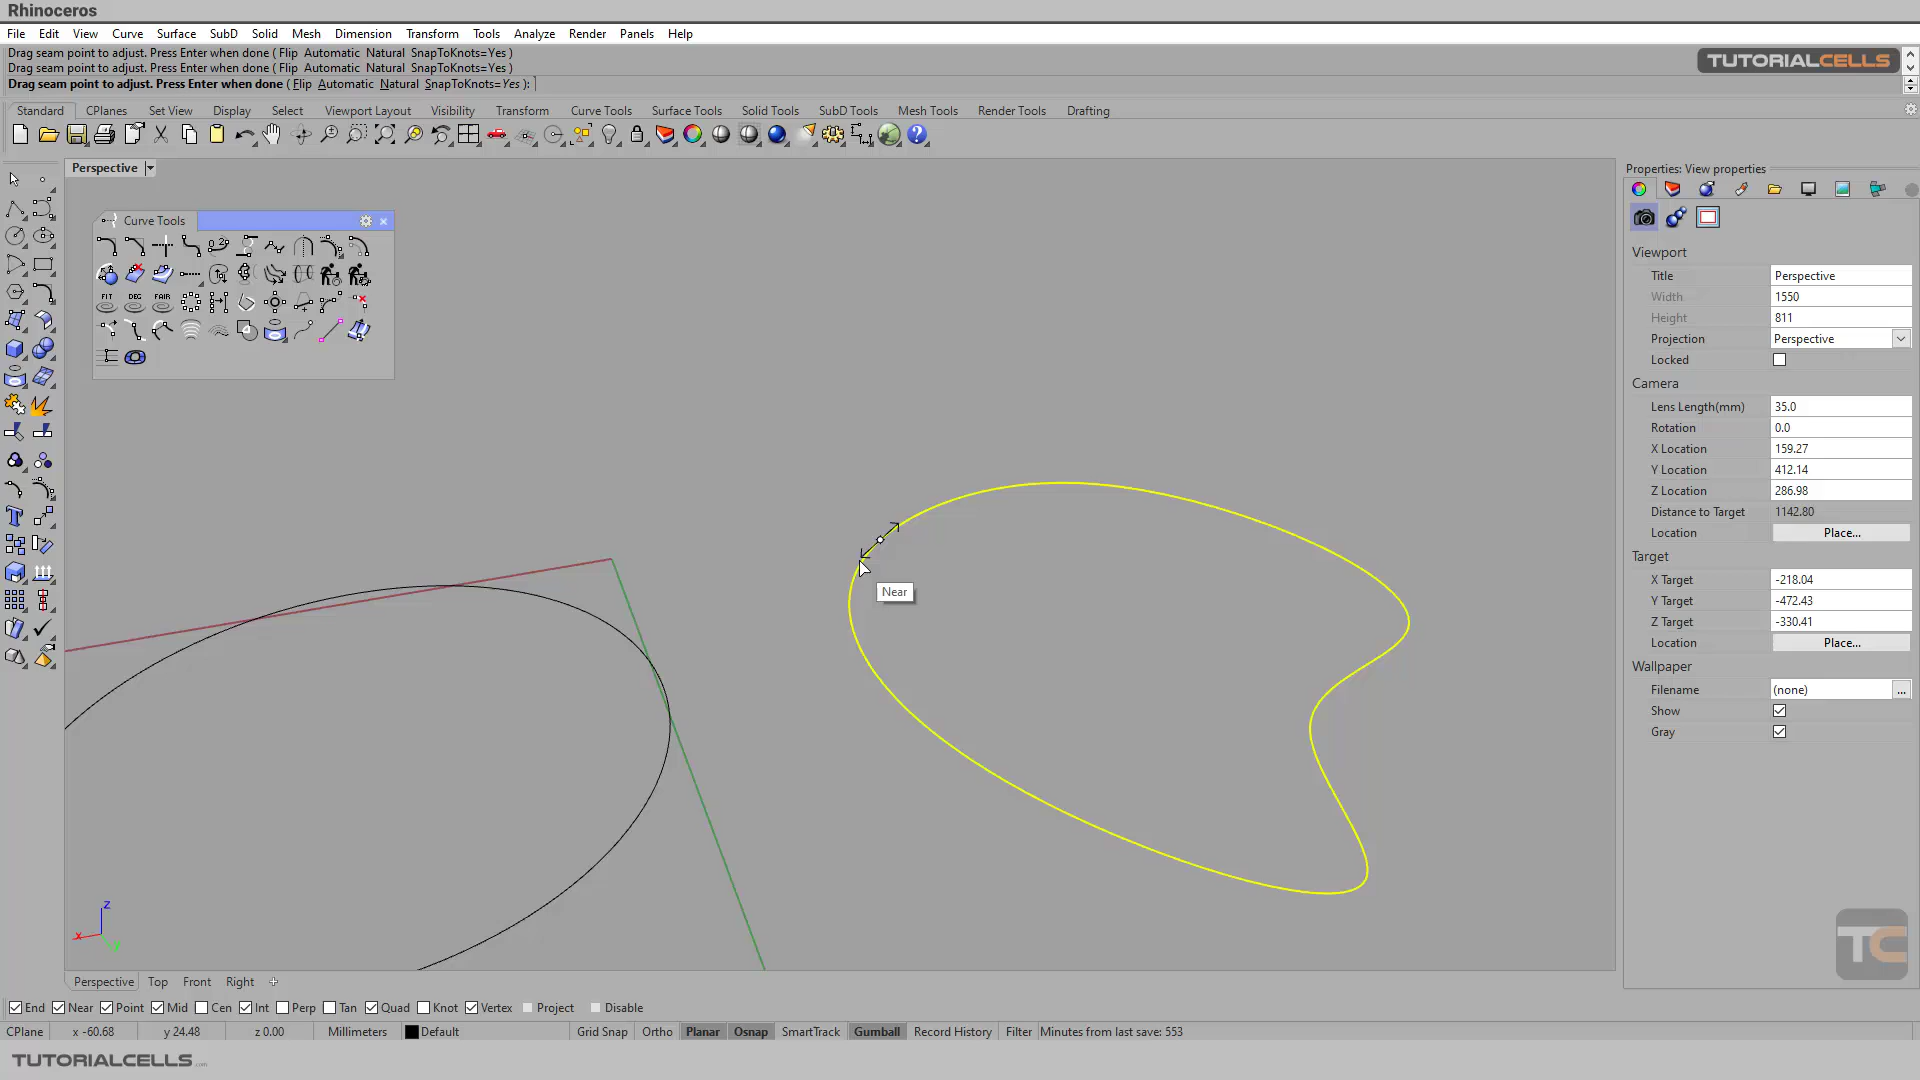 Rhinoceros
File Edit View Curve Surface SubD Solid Mesh Dimension Transform Tools Analyze Render Panels Help
Drag seam point to adjust. Press Enter when done ( Flip Automatic Natural SnapToKnots=Yes )
Drag seam point to adjust. Press Enter when done ( Flip Automatic Natural SnapToKnots=Yes )
Drag seam point to adjust. Press Enter when done ( Flip Automatic Natural SnapToKnots=Yes ):
TUTORIALCELLS
Standard CPlanes Set View Display Select Viewport Layout Visibility Transform Curve Tools Surface Tools Solid Tools SubD Tools Mesh Tools Render Tools Drafting
Perspective
Curve Tools
FIT DEG FAIR
Near
z
x
y
Properties: View properties
Viewport
Title Perspective
Width 1550
Height 811
Projection Perspective
Locked
Camera
Lens Length(mm) 35.0
Rotation 0.0
X Location 159.27
Y Location 412.14
Z Location 286.98
Distance to Target 1142.80
Location Place...
Target
X Target -218.04
Y Target -472.43
Z Target -330.41
Location Place...
Wallpaper
Filename (none) ...
Show
Gray
TC
Perspective Top Front Right
End Near Point Mid Cen Int Perp Tan Quad Knot Vertex Project Disable
CPlane x -60.68 y 24.48 z 0.00 Millimeters Default Grid Snap Ortho Planar Osnap SmartTrack Gumball Record History Filter Minutes from last save: 553
TUTORIALCELLS.com